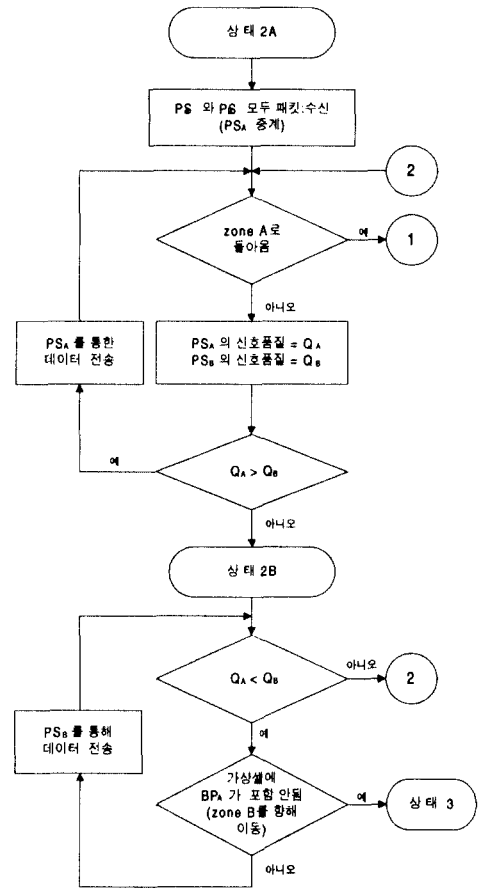 상태 2A
PS 와 PS 모두 패킷 수신
(PSA 중계)
2
zone A로
돌아옴
예
1
아니오
PSA 를 통한
데이터 전송
PSA 의 신호품질 = QA
PSB 의 신호품질 = QB
예
QA > QB
아니오
상태 2B
QA < QB
아니오
2
PSB 를 통해
데이터 전송
예
가상셀에
BPA 가 포함 안됨
(zone B를 향해
이동)
예
상태 3
아니오